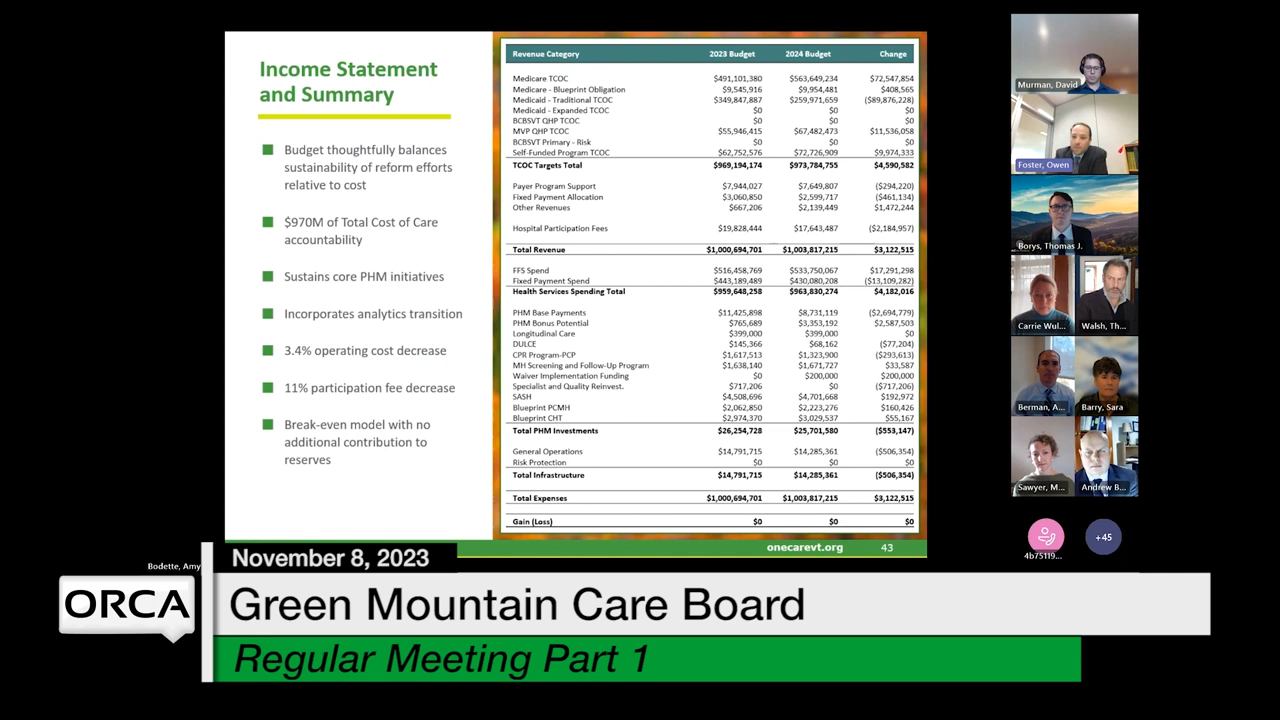 Income Statement
and Summary
Budget thoughtfully balances
sustainability of reform efforts
relative to cost
$970M of Total Cost of Care
accountability
Sustains core PHM initiatives
Incorporates analytics transition
3.4% operating cost decrease
11% participation fee decrease
Break-even model with no
additional contribution to
reserves
Revenue Category 2023 Budget 2024 Budget Change
Medicare TCOC $491,101,380 $563,649,234 $72,547,854
Medicare - Blueprint Obligation $9,545,916 $9,954,481 $408,565
Medicaid - Traditional TCOC $349,847,887 $259,971,659 ($89,876,228)
Medicaid - Expanded TCOC $0 $0 $0
BCBSVT QHP TCOC $0 $0 $0
MVP QHP TCOC $55,946,415 $67,482,473 $11,536,058
BCBSVT Primary - Risk $0 $0 $0
Self-Funded Program TCOC $62,752,576 $72,726,909 $9,974,333
TCOC Targets Total $969,194,174 $973,784,755 $4,590,582
Payer Program Support $7,944,027 $7,649,807 ($294,220)
Fixed Payment Allocation $3,060,850 $2,599,717 ($461,134)
Other Revenues $667,206 $2,139,449 $1,472,244
Hospital Participation Fees $19,828,444 $17,643,487 ($2,184,957)
Total Revenue $1,000,694,701 $1,003,817,215 $3,122,515
FFS Spend $516,458,769 $533,750,067 $17,291,298
Fixed Payment Spend $443,189,489 $430,080,208 ($13,109,282)
Health Services Spending Total $959,648,258 $963,830,274 $4,182,016
PHM Base Payments $11,425,898 $8,731,119 ($2,694,779)
PHM Bonus Potential $765,689 $3,353,192 $2,587,503
Longitudinal Care $399,000 $399,000 $0
DULCE $145,366 $68,162 ($77,204)
CPR Program-PCP $1,617,513 $1,323,900 ($293,613)
MH Screening and Follow-Up Program $1,638,140 $1,671,727 $33,587
Waiver Implementation Funding $0 $200,000 $200,000
Specialist and Quality Reinvest. $717,206 $0 ($717,206)
SASH $4,508,696 $4,701,668 $192,972
Blueprint PCMH $2,062,850 $2,223,276 $160,426
Blueprint CHT $2,974,370 $3,029,537 $55,167
Total PHM Investments $26,254,728 $25,701,580 ($553,147)
General Operations $14,791,715 $14,285,361 ($506,354)
Risk Protection $0 $0 $0
Total Infrastructure $14,791,715 $14,285,361 ($506,354)
Total Expenses $1,000,694,701 $1,003,817,215 $3,122,515
Gain (Loss) $0 $0 $0
onecarevt.org 43
Murman, David
Foster, Owen
Borys, Thomas J.
Carrie Wul... Walsh, Th...
Berman, A... Barry, Sara
Sawyer, M... Andrew B...
4b75119... +45
Bodette, Amy
November 8, 2023
ORCA
Green Mountain Care Board
Regular Meeting Part 1